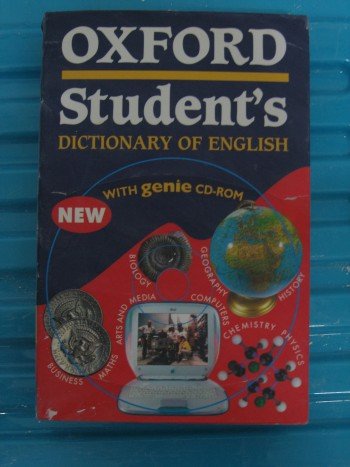 OXFORD
Student's
DICTIONARY OF ENGLISH
WITH genie CD-ROM
NEW
BIOLOGY
GEOGRAPHY
HISTORY
ARTS AND MEDIA
COMPUTERS
CHEMISTRY
PHYSICS
MATHS
BUSINESS